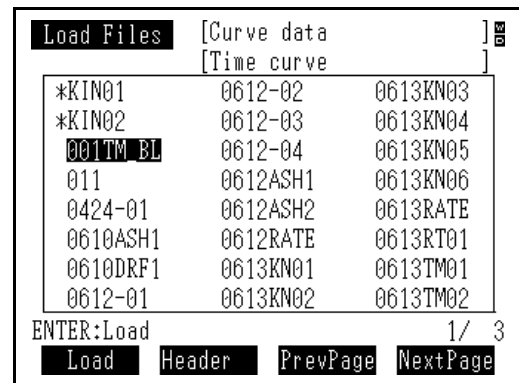 Load Files [Curve data ] WD
[Time curve ]
*KIN01 0612-02 0613KN03
*KIN02 0612-03 0613KN04
001TM_BL 0612-04 0613KN05
011 0612ASH1 0613KN06
0424-01 0612ASH2 0613RATE
0610ASH1 0612RATE 0613RT01
0610DRF1 0613KN01 0613TM01
0612-01 0613KN02 0613TM02
ENTER:Load 1/ 3
Load Header PrevPage NextPage